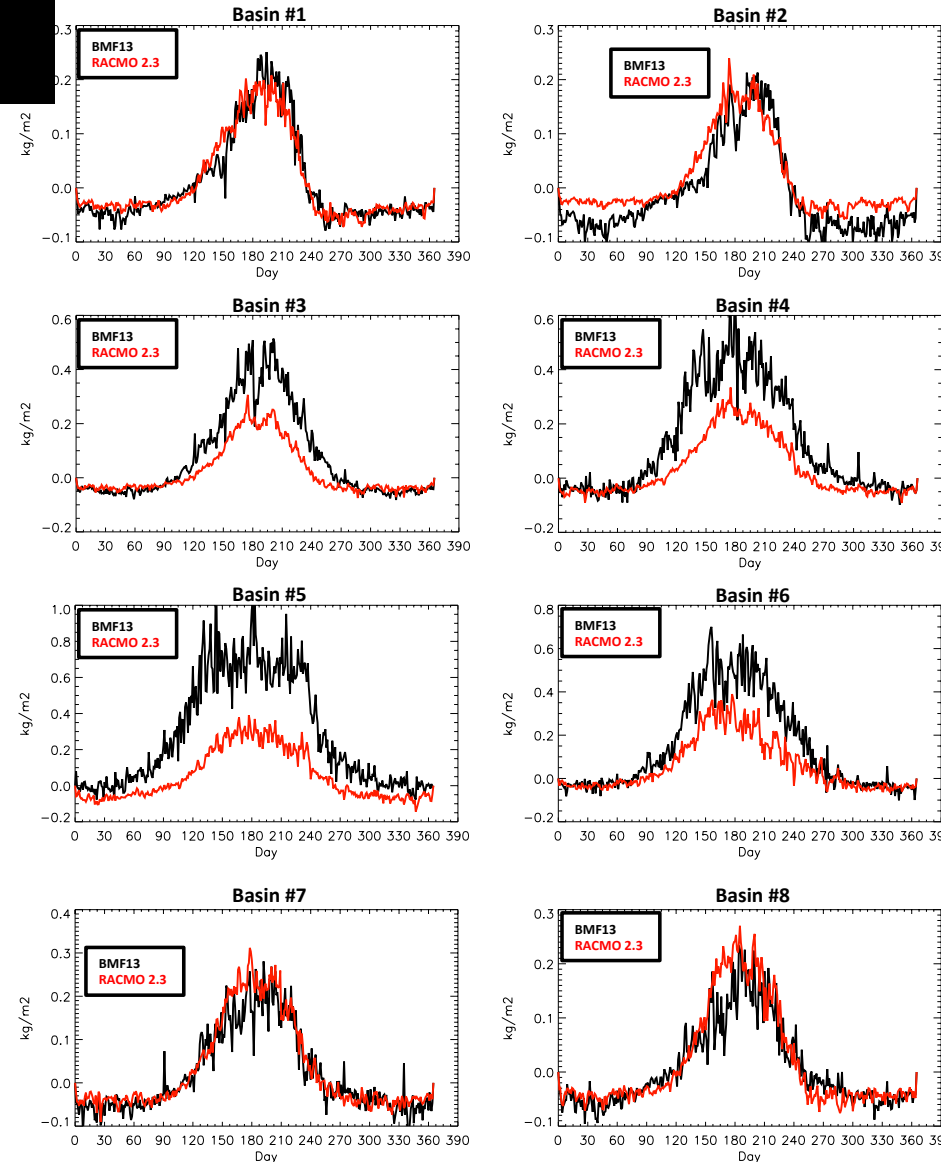 Basin #1
BMF13
RACMO 2.3
kg/m2
0.3
0.2
0.1
0.0
−0.1
0 30 60 90 120 150 180 210 240 270 300 330 360 390
Day
Basin #2
BMF13
RACMO 2.3
kg/m2
0.3
0.2
0.1
0.0
−0.1
0 30 60 90 120 150 180 210 240 270 300 330 360 39
Day
Basin #3
BMF13
RACMO 2.3
kg/m2
0.6
0.4
0.2
0.0
−0.2
0 30 60 90 120 150 180 210 240 270 300 330 360 390
Day
Basin #4
BMF13
RACMO 2.3
kg/m2
0.6
0.4
0.2
0.0
−0.2
0 30 60 90 120 150 180 210 240 270 300 330 360 39
Day
Basin #5
BMF13
RACMO 2.3
kg/m2
1.0
0.8
0.6
0.4
0.2
0.0
−0.2
0 30 60 90 120 150 180 210 240 270 300 330 360 390
Day
Basin #6
BMF13
RACMO 2.3
kg/m2
0.8
0.6
0.4
0.2
0.0
−0.2
0 30 60 90 120 150 180 210 240 270 300 330 360 39
Day
Basin #7
BMF13
RACMO 2.3
kg/m2
0.4
0.3
0.2
0.1
0.0
−0.1
0 30 60 90 120 150 180 210 240 270 300 330 360 390
Day
Basin #8
BMF13
RACMO 2.3
kg/m2
0.3
0.2
0.1
0.0
−0.1
0 30 60 90 120 150 180 210 240 270 300 330 360 39
Day